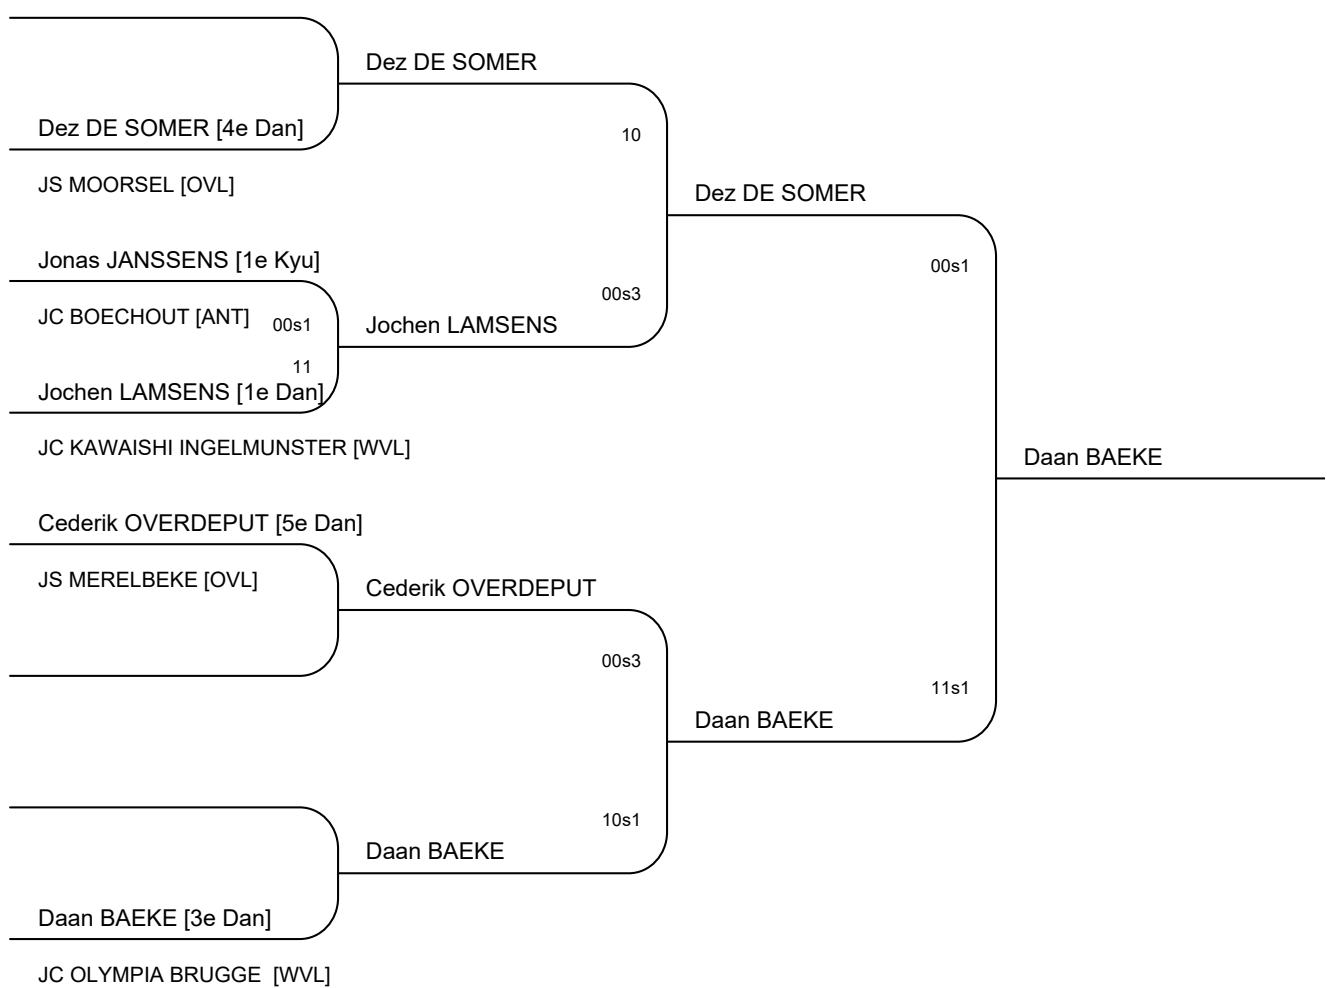 Dez DE SOMER
Dez DE SOMER [4e Dan]
10
JS MOORSEL [OVL]
Dez DE SOMER
Jonas JANSSENS [1e Kyu]
00s1
00s3
JC BOECHOUT [ANT]
00s1
Jochen LAMSENS
11
Jochen LAMSENS [1e Dan]
JC KAWAISHI INGELMUNSTER [WVL]
Daan BAEKE
Cederik OVERDEPUT [5e Dan]
JS MERELBEKE [OVL]
Cederik OVERDEPUT
00s3
11s1
Daan BAEKE
10s1
Daan BAEKE
Daan BAEKE [3e Dan]
JC OLYMPIA BRUGGE  [WVL]